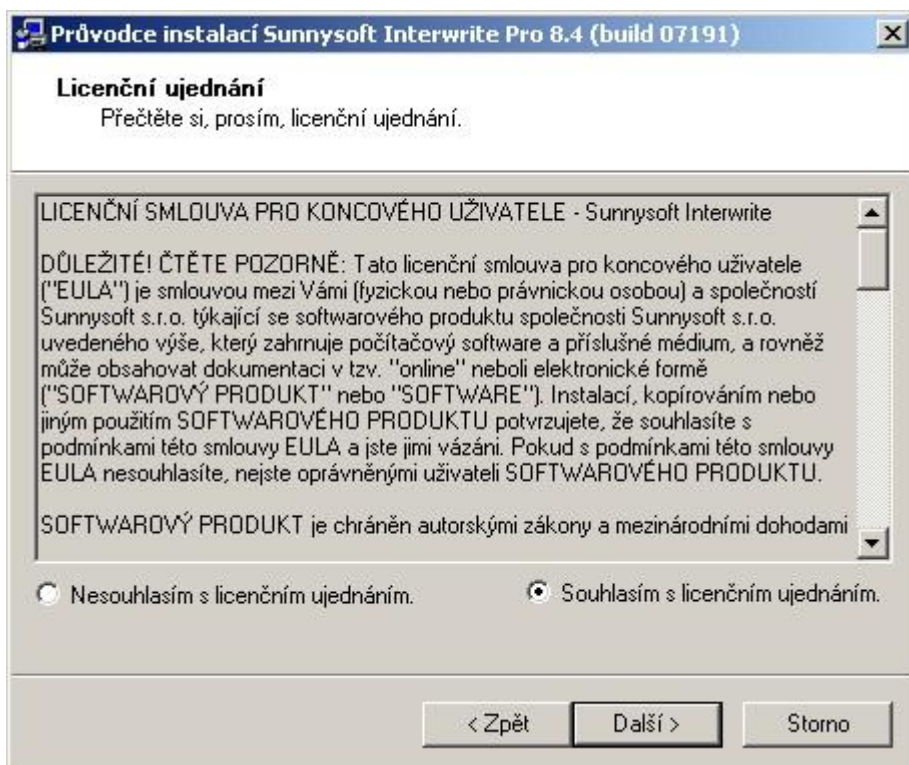 Průvodce instalací Sunnysoft Interwrite Pro 8.4 (build 07191)
Licenční ujednání
Přečtěte si, prosím, licenční ujednání.
LICENČNÍ SMLOUVA PRO KONCOVÉHO UŽIVATELE - Sunnysoft Interwrite
DŮLEŽITÉ! ČTĚTE POZORNĚ: Tato licenční smlouva pro koncového uživatele
("EULA") je smlouvou mezi Vámi (fyzickou nebo právnickou osobou) a společností
Sunnysoft s.r.o. týkající se softwarového produktu společnosti Sunnysoft s.r.o.
uvedeného výše, který zahrnuje počítačový software a příslušné médium, a rovněž
může obsahovat dokumentaci v tzv. "online" neboli elektronické formě
("SOFTWAROVÝ PRODUKT" nebo "SOFTWARE"). Instalací, kopírováním nebo
jiným použitím SOFTWAROVÉHO PRODUKTU potvrzujete, že souhlasíte s
podmínkami této smlouvy EULA a jste jimi vázáni. Pokud s podmínkami této smlouvy
EULA nesouhlasíte, nejste oprávněnými uživateli SOFTWAROVÉHO PRODUKTU.
SOFTWAROVÝ PRODUKT je chráněn autorskými zákony a mezinárodními dohodami
Nesouhlasím s licenčním ujednáním.
Souhlasím s licenčním ujednáním.
< Zpět
Další >
Storno